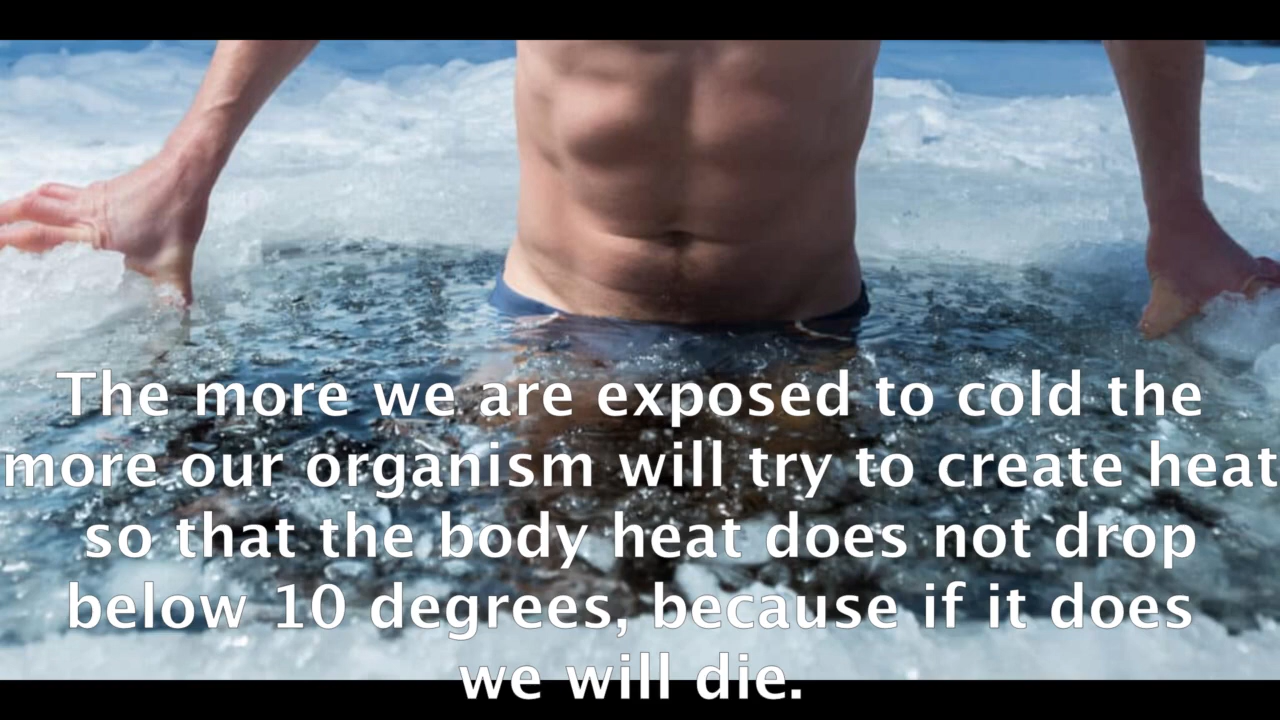 The more we are exposed to cold the
more our organism will try to create heat
so that the body heat does not drop
below 10 degrees, because if it does
we will die.